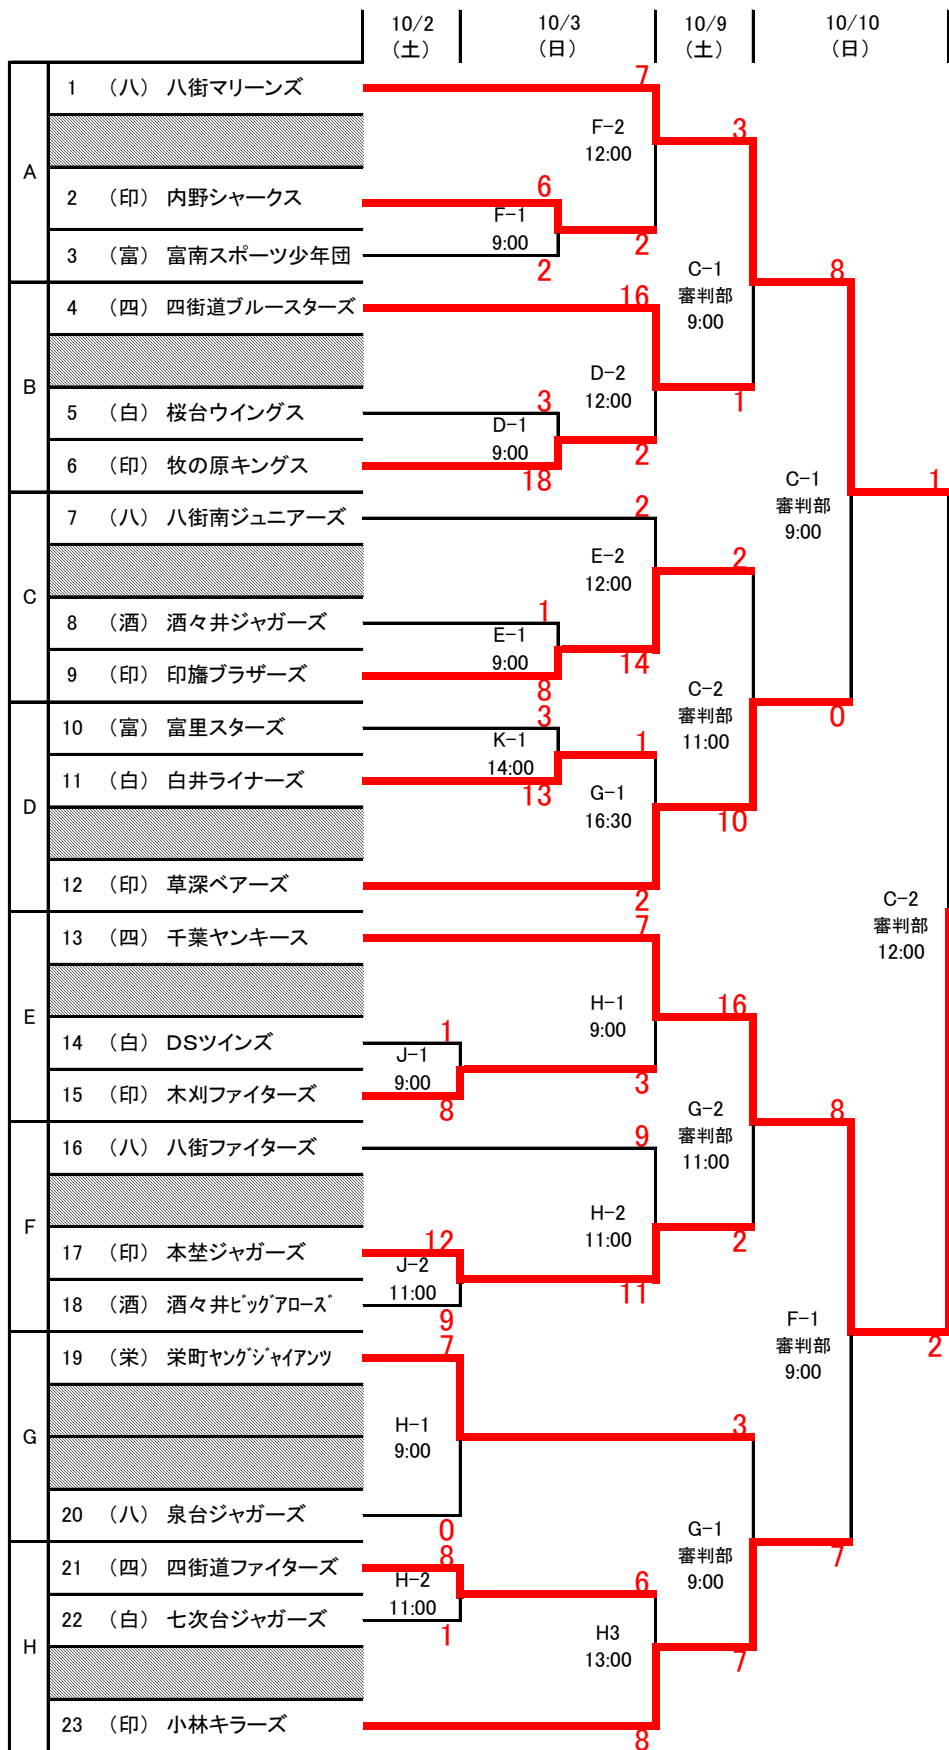 10/2 10/3 10/9 10/10
(土) (日) (土) (日)
A
1 (八) 八街マリーンズ 7
F-2
12:00
3
2 (印) 内野シャークス 6
F-1
9:00
2
3 (富) 富南スポーツ少年団 2
C-1
審判部
9:00
8
B
4 (四) 四街道ブルースターズ 16
D-2
12:00
1
5 (白) 桜台ウイングス 3
D-1
9:00
2
6 (印) 牧の原キングス 18
C-1
審判部
9:00
1
C
7 (八) 八街南ジュニアーズ 2
E-2
12:00
2
8 (酒) 酒々井ジャガーズ 1
E-1
9:00
14
9 (印) 印旛ブラザーズ 8
C-2
審判部
11:00
0
D
10 (富) 富里スターズ 3
K-1
14:00
1
11 (白) 白井ライナーズ 13
G-1
16:30
10
12 (印) 草深ベアーズ 2
C-2
審判部
12:00
E
13 (四) 千葉ヤンキース 7
H-1
9:00
16
14 (白) DSツインズ 1
J-1
9:00
3
15 (印) 木刈ファイターズ 8
G-2
審判部
11:00
8
F
16 (八) 八街ファイターズ 9
H-2
11:00
2
17 (印) 本埜ジャガーズ 12
J-2
11:00
11
18 (酒) 酒々井ビッグアローズ 9
F-1
審判部
9:00
2
G
19 (栄) 栄町ヤングジャイアンツ 7
H-1
9:00
3
20 (八) 泉台ジャガーズ 0
G-1
審判部
9:00
7
H
21 (四) 四街道ファイターズ 8
H-2
11:00
6
22 (白) 七次台ジャガーズ 1
H3
13:00
7
23 (印) 小林キラーズ 8